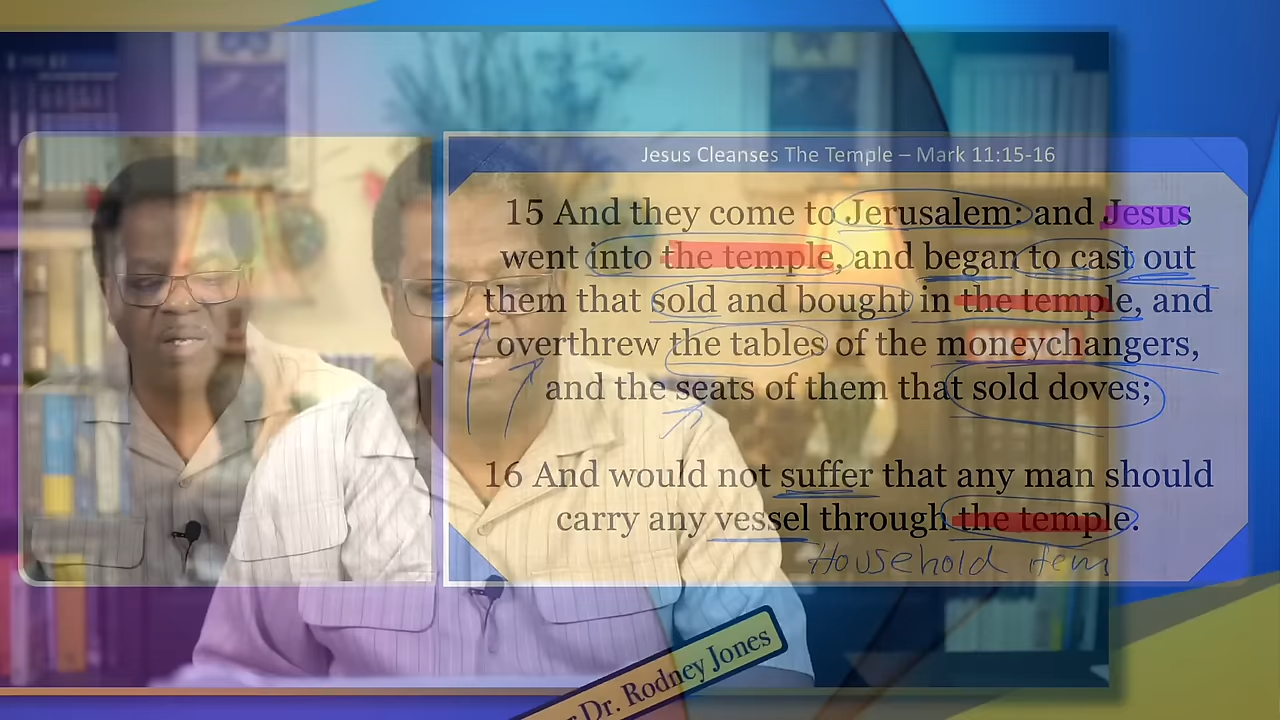 Jesus Cleanses The Temple – Mark 11:15-16
15 And they come to Jerusalem: and Jesus
went into the temple, and began to cast out
them that sold and bought in the temple, and
overthrew the tables of the moneychangers,
and the seats of them that sold doves;
16 And would not suffer that any man should
carry any vessel through the temple.
Household item
Dr. Rodney Jones